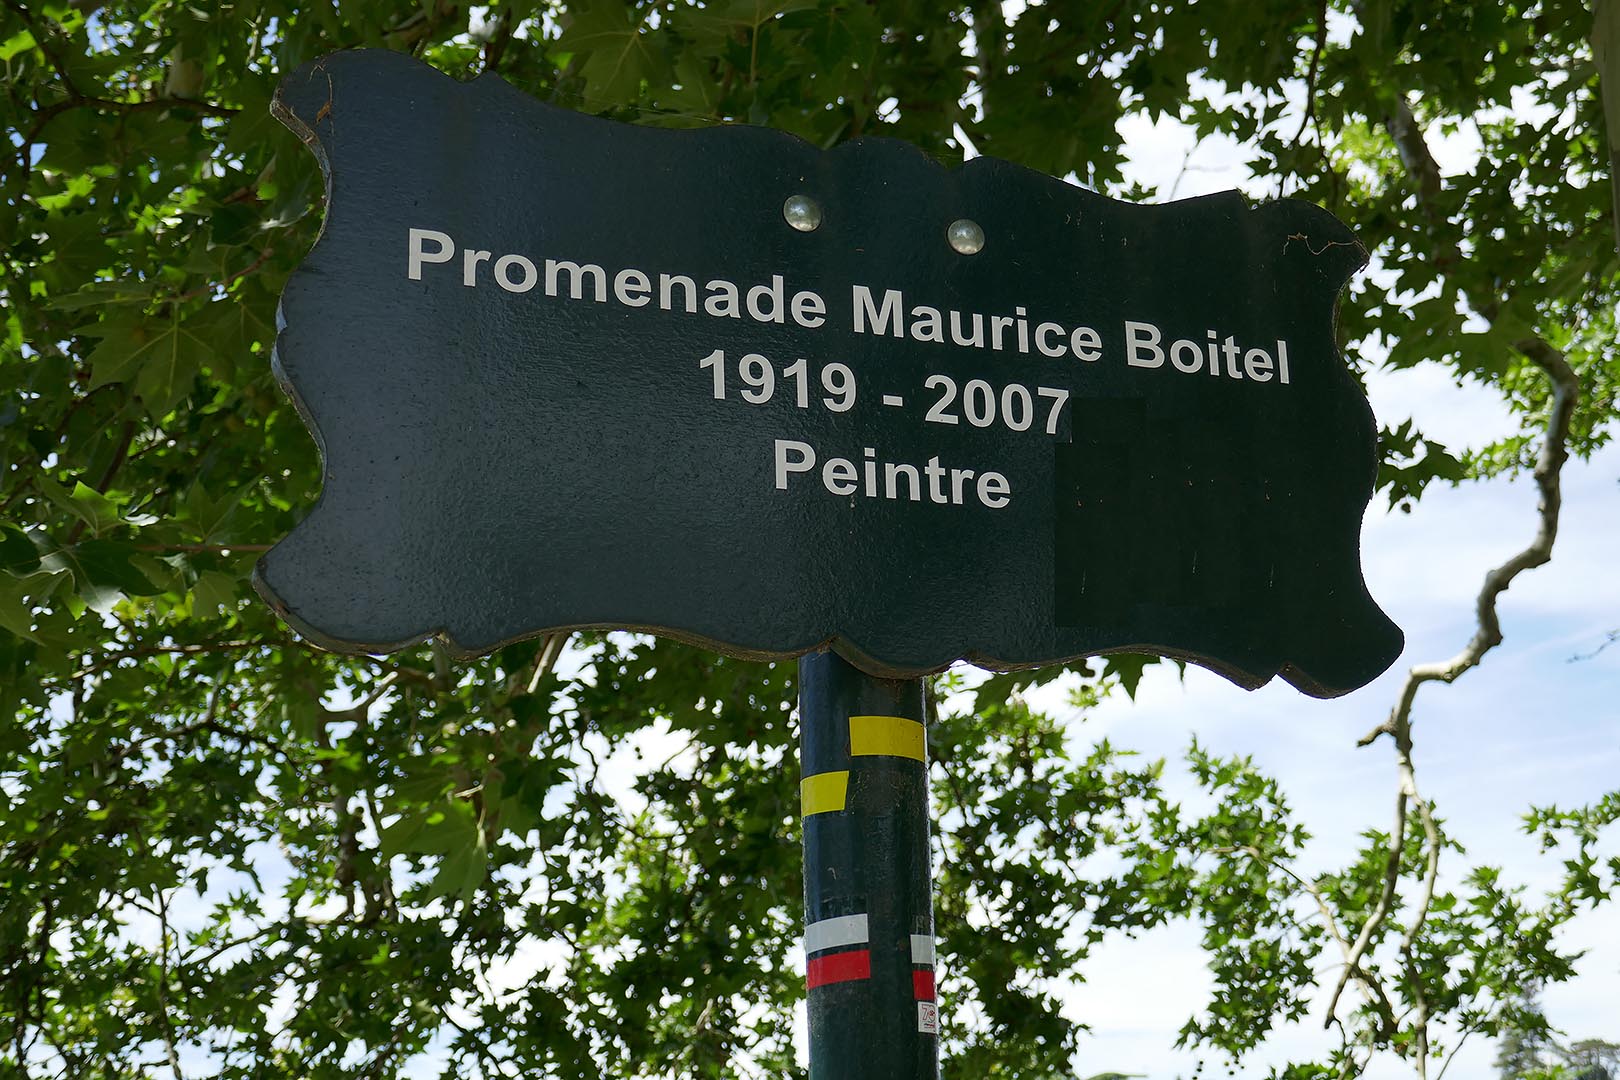 Promenade Maurice Boitel
1919 - 2007
Peintre